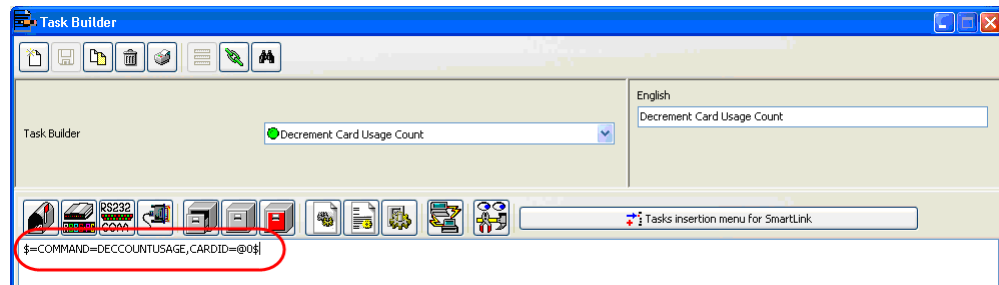 Task Builder
English
Decrement Card Usage Count
Task Builder
Decrement Card Usage Count
RS232
COM
Tasks insertion menu for SmartLink
$=COMMAND=DECCOUNTUSAGE,CARDID=@0$